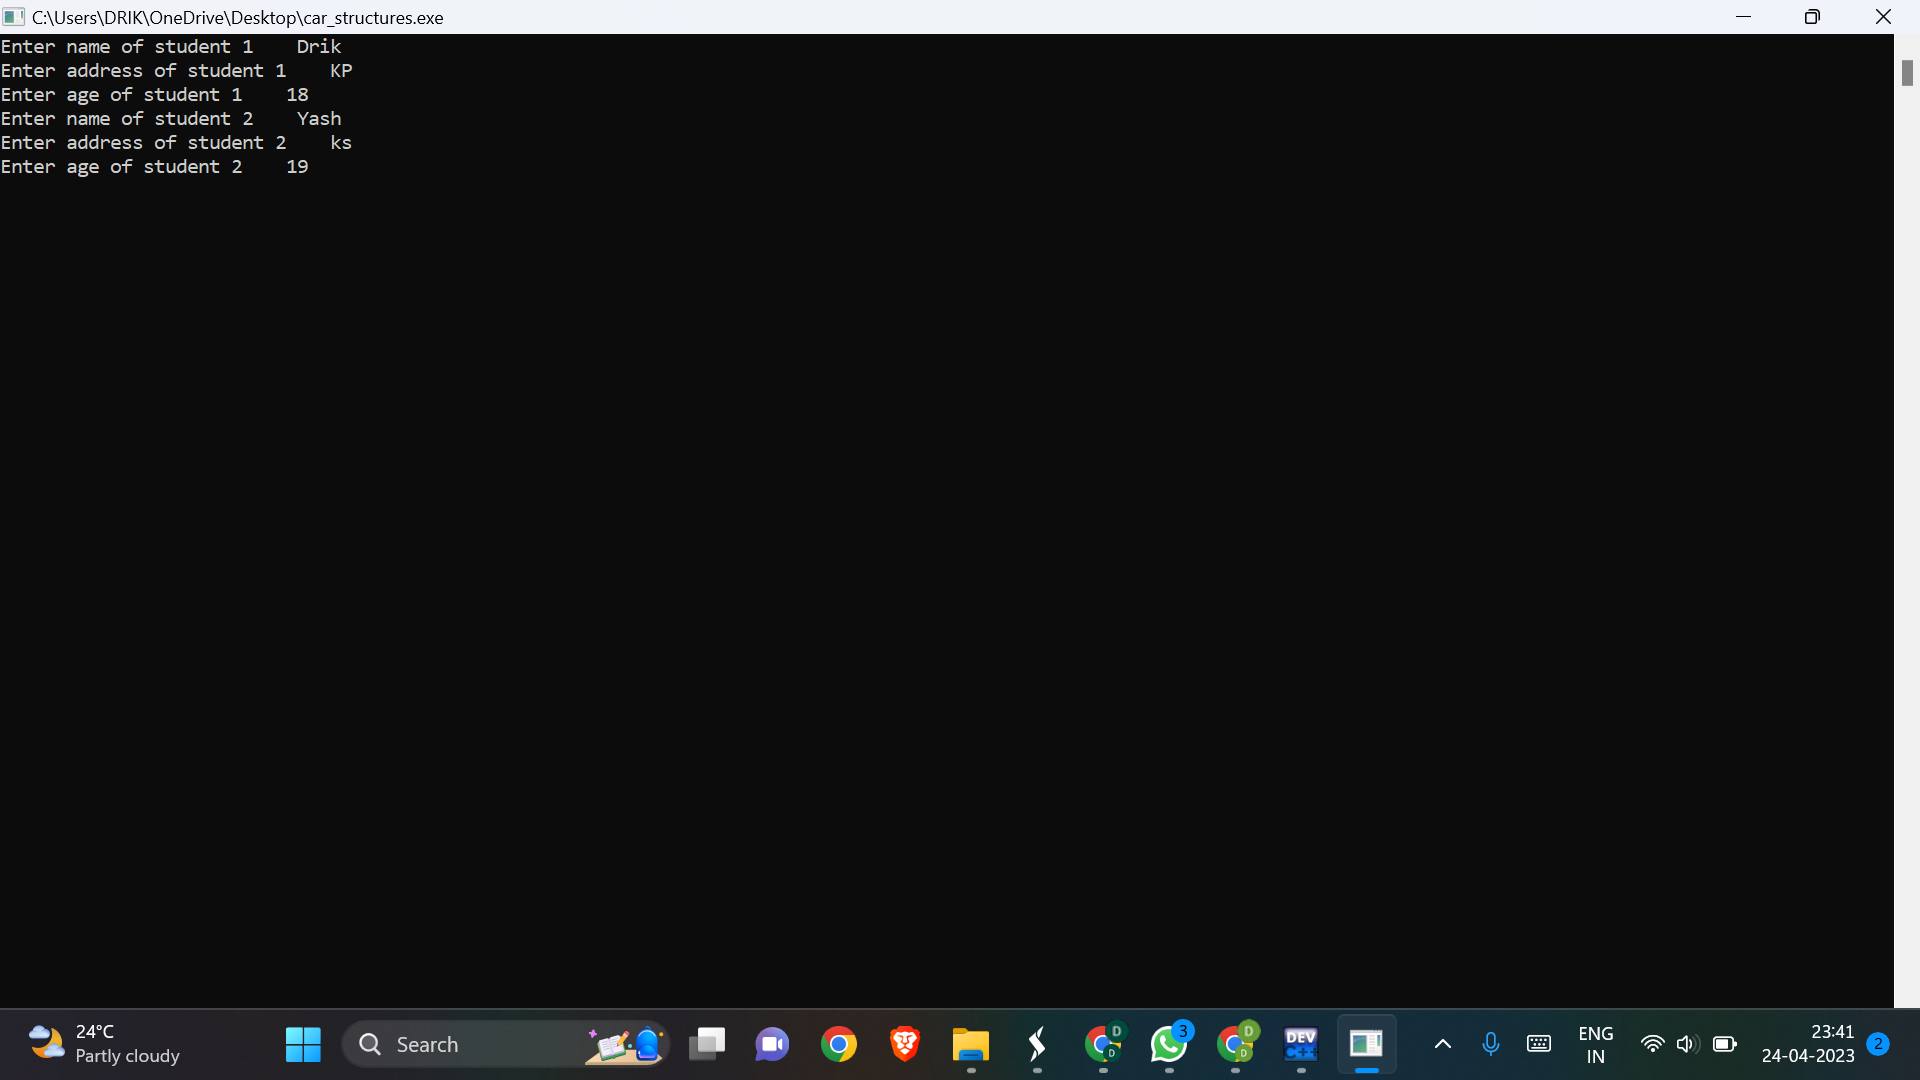 C:\Users\DRIK\OneDrive\Desktop\car_structures.exe
Enter name of student 1    Drik
Enter address of student 1    KP
Enter age of student 1    18
Enter name of student 2    Yash
Enter address of student 2    ks
Enter age of student 2    19
24°C
Partly cloudy
Search
D
D
3
D
D
DEV
C++
ENG
IN
23:41
24-04-2023
2